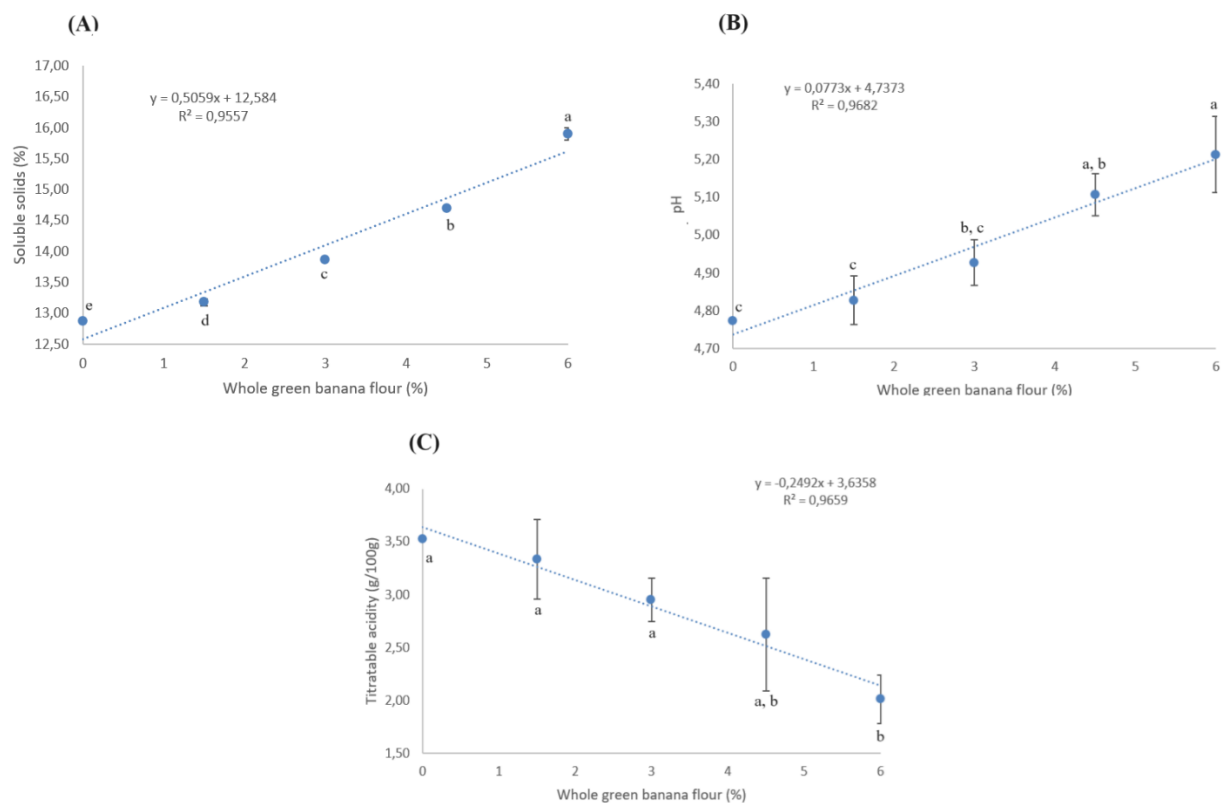 (A)
17,00
16,50
16,00
15,50
15,00
14,50
14,00
13,50
13,00
12,50
Soluble solids (%)
y = 0,5059x + 12,584
R² = 0,9557
e
d
c
b
a
0 1 2 3 4 5 6
Whole green banana flour (%)
(B)
5,40
5,30
5,20
5,10
5,00
4,90
4,80
4,70
pH
y = 0,0773x + 4,7373
R² = 0,9682
c
c
b, c
a, b
a
0 1 2 3 4 5 6
Whole green banana flour (%)
(C)
4,00
3,50
3,00
2,50
2,00
1,50
Titratable acidity (g/100g)
y = -0,2492x + 3,6358
R² = 0,9659
a
a
a
a, b
b
0 1 2 3 4 5 6
Whole green banana flour (%)